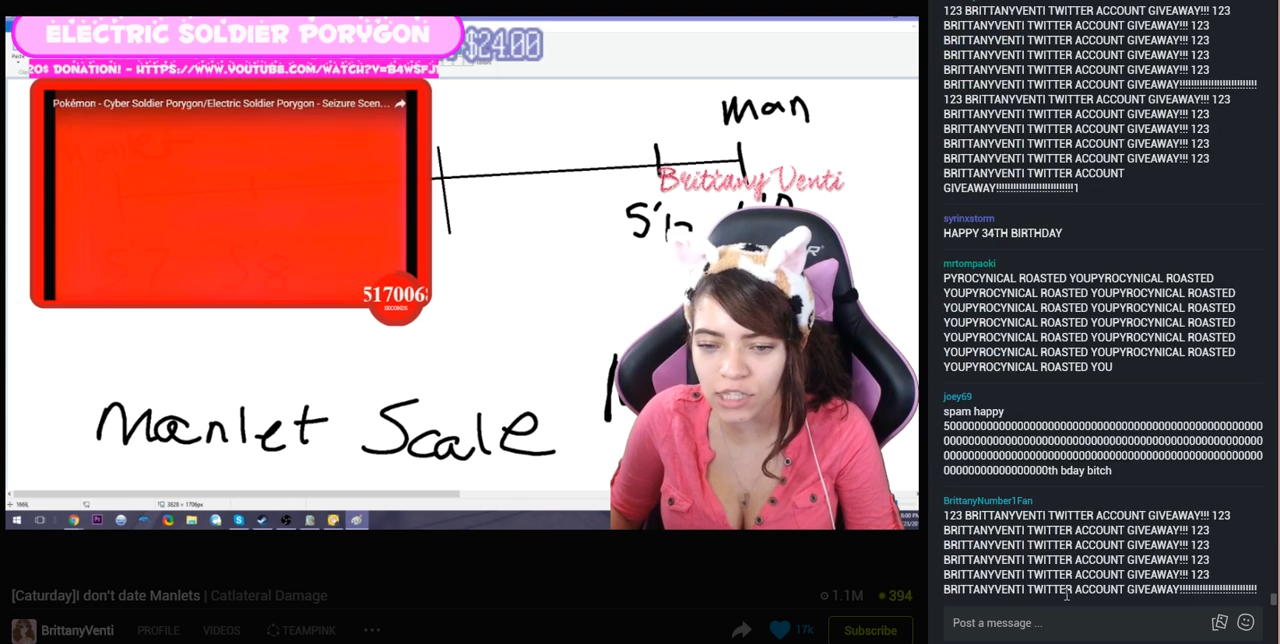 ELECTRIC SOLDIER PORYGON
$24.00
20$ DONATION! - HTTPS://WWW.YOUTUBE.COM/WATCH?V=B4WSFJ
Pokémon - Cyber Soldier Porygon/Electric Soldier Porygon - Seizure Scen...
man
Brittany Venti
517006
SECONDS
Manlet Scale
3828 × 1706px
[Caturday]I don't date Manlets | Catlateral Damage
1.1M 394
BrittanyVenti PROFILE VIDEOS TEAMPINK ...
17k Subscribe
123 BRITTANYVENTI TWITTER ACCOUNT GIVEAWAY!!! 123
BRITTANYVENTI TWITTER ACCOUNT GIVEAWAY!!! 123
BRITTANYVENTI TWITTER ACCOUNT GIVEAWAY!!! 123
BRITTANYVENTI TWITTER ACCOUNT GIVEAWAY!!! 123
BRITTANYVENTI TWITTER ACCOUNT GIVEAWAY!!! 123
BRITTANYVENTI TWITTER ACCOUNT GIVEAWAY!!!!!!!!!!!!!!!!!!!!!!!!!!!
123 BRITTANYVENTI TWITTER ACCOUNT GIVEAWAY!!! 123
BRITTANYVENTI TWITTER ACCOUNT GIVEAWAY!!! 123
BRITTANYVENTI TWITTER ACCOUNT GIVEAWAY!!! 123
BRITTANYVENTI TWITTER ACCOUNT GIVEAWAY!!! 123
BRITTANYVENTI TWITTER ACCOUNT GIVEAWAY!!! 123
BRITTANYVENTI TWITTER ACCOUNT
GIVEAWAY!!!!!!!!!!!!!!!!!!!!!!!!!!!1
syrinxstorm
HAPPY 34TH BIRTHDAY
mrtompaoki
PYROCYNICAL ROASTED YOUPYROCYNICAL ROASTED
YOUPYROCYNICAL ROASTED YOUPYROCYNICAL ROASTED
YOUPYROCYNICAL ROASTED YOUPYROCYNICAL ROASTED
YOUPYROCYNICAL ROASTED YOUPYROCYNICAL ROASTED
YOUPYROCYNICAL ROASTED YOUPYROCYNICAL ROASTED
YOUPYROCYNICAL ROASTED YOUPYROCYNICAL ROASTED
YOUPYROCYNICAL ROASTED YOU
joey69
spam happy
500000000000000000000000000000000000000000000000000000
000000000000000000000000000000000000000000000000000000
000000000000000000000000000000000000000000000000000000
000000000000000000th bday bitch
BrittanyNumber1Fan
123 BRITTANYVENTI TWITTER ACCOUNT GIVEAWAY!!! 123
BRITTANYVENTI TWITTER ACCOUNT GIVEAWAY!!! 123
BRITTANYVENTI TWITTER ACCOUNT GIVEAWAY!!! 123
BRITTANYVENTI TWITTER ACCOUNT GIVEAWAY!!! 123
BRITTANYVENTI TWITTER ACCOUNT GIVEAWAY!!! 123
BRITTANYVENTI TWITTER ACCOUNT GIVEAWAY!!!!!!!!!!!!!!!!!!!!!!!!!!!
Post a message ...